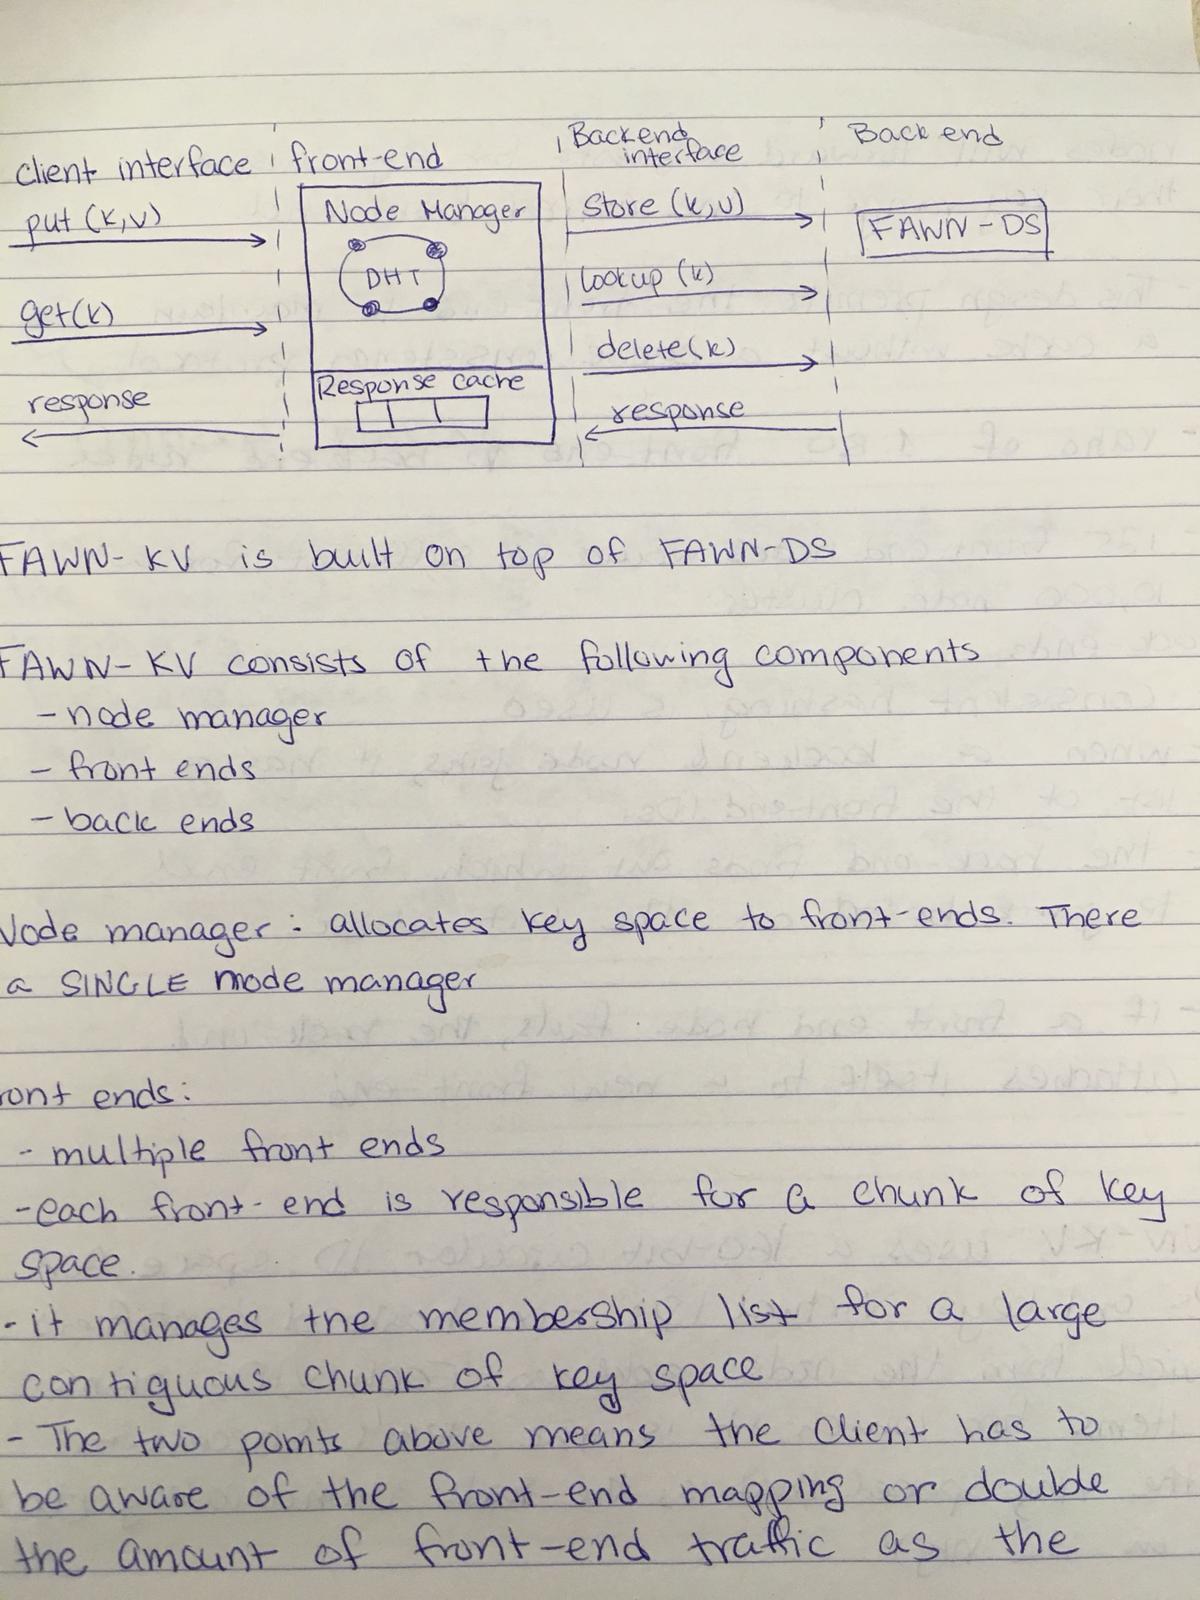 Client interface front-end Backend interface Back end
put (k,v)
get(k)
response
Node Manager
DHT
Response cache
store (k,v)
lookup (k)
delete(k)
response
FAWN-DS
FAWN-KV is built on top of FAWN-DS
FAWN-KV consists of the following components
- node manager
- front ends
- back ends
Node manager: allocates key space to front-ends. There
a SINGLE node manager
ront ends:
- multiple front ends
- each front-end is responsible for a chunk of key
space.
- it manages the membership list for a large
contiguous chunk of key space
- The two points above means the client has to
be aware of the front-end mapping or double
the amount of front-end traffic as the